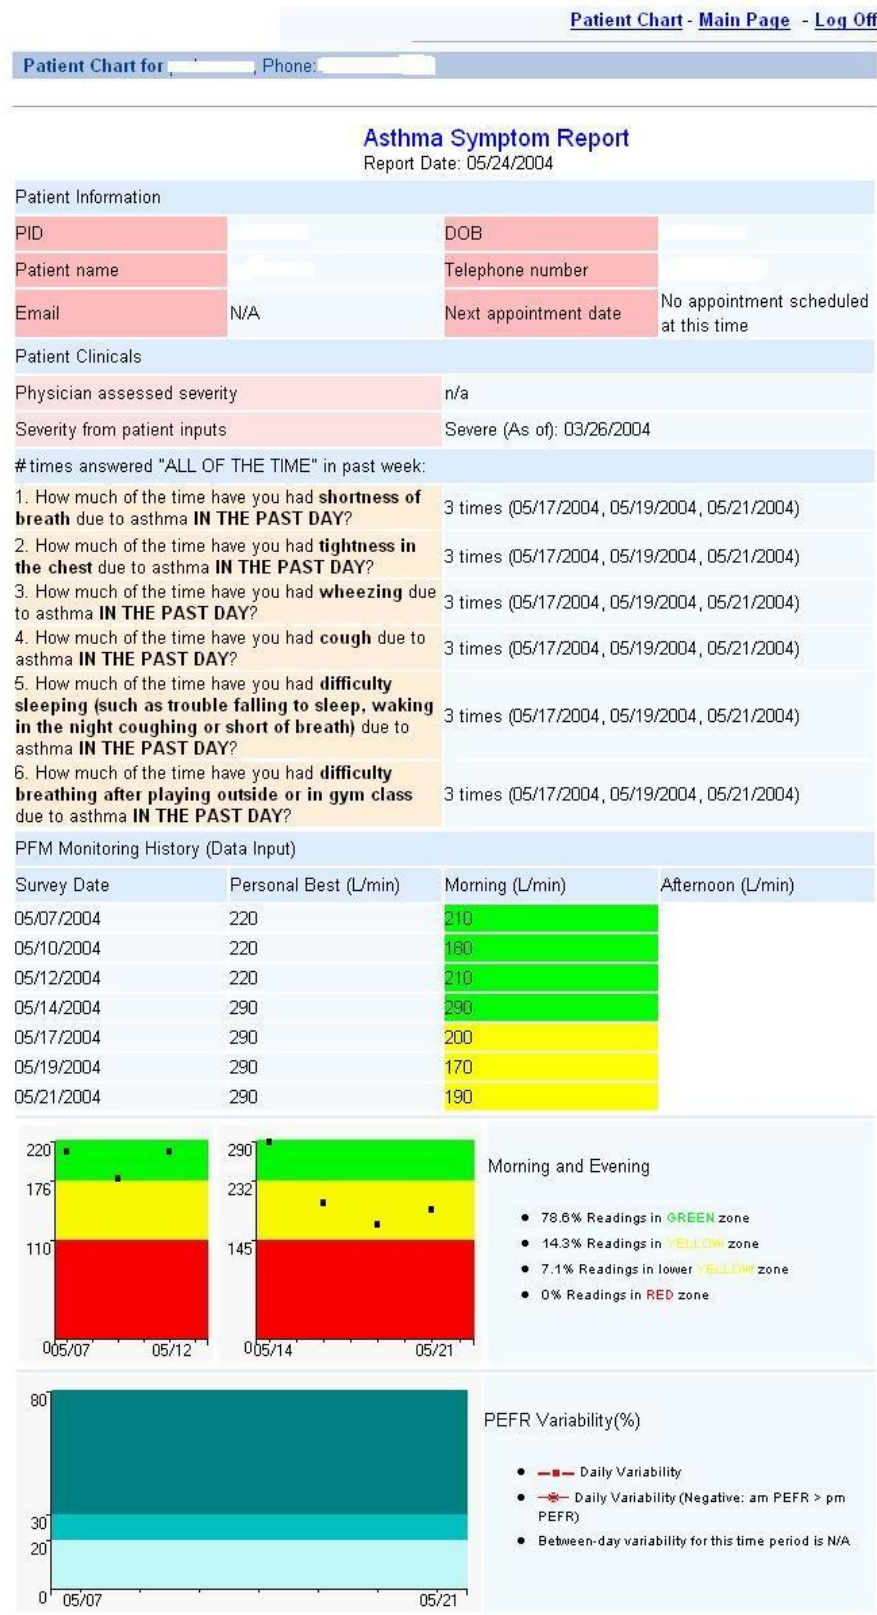 Patient Chart - Main Page - Log Off
Patient Chart for , Phone:
Asthma Symptom Report
Report Date: 05/24/2004
Patient Information
PID DOB
Patient name Telephone number
Email N/A Next appointment date No appointment scheduled
at this time
Patient Clinicals
Physician assessed severity n/a
Severity from patient inputs Severe (As of): 03/26/2004
# times answered "ALL OF THE TIME" in past week:
1. How much of the time have you had shortness of
breath due to asthma IN THE PAST DAY?
3 times (05/17/2004, 05/19/2004, 05/21/2004)
2. How much of the time have you had tightness in
the chest due to asthma IN THE PAST DAY?
3 times (05/17/2004, 05/19/2004, 05/21/2004)
3. How much of the time have you had wheezing due
to asthma IN THE PAST DAY?
3 times (05/17/2004, 05/19/2004, 05/21/2004)
4. How much of the time have you had cough due to
asthma IN THE PAST DAY?
3 times (05/17/2004, 05/19/2004, 05/21/2004)
5. How much of the time have you had difficulty
sleeping (such as trouble falling to sleep, waking
in the night coughing or short of breath) due to
asthma IN THE PAST DAY?
3 times (05/17/2004, 05/19/2004, 05/21/2004)
6. How much of the time have you had difficulty
breathing after playing outside or in gym class
due to asthma IN THE PAST DAY?
3 times (05/17/2004, 05/19/2004, 05/21/2004)
PFM Monitoring History (Data Input)
Survey Date Personal Best (L/min) Morning (L/min) Afternoon (L/min)
05/07/2004 220 210
05/10/2004 220 180
05/12/2004 220 210
05/14/2004 290 290
05/17/2004 290 200
05/19/2004 290 170
05/21/2004 290 190
220
176
110
0
05/07 05/12
290
232
145
0
05/14 05/21
Morning and Evening
78.6% Readings in GREEN zone
14.3% Readings in YELLOW zone
7.1% Readings in lower YELLOW zone
0% Readings in RED zone
80
30
20
0
05/07 05/21
PEFR Variability(%)
Daily Variability
Daily Variability (Negative: am PEFR > pm
PEFR)
Between-day variability for this time period is N/A